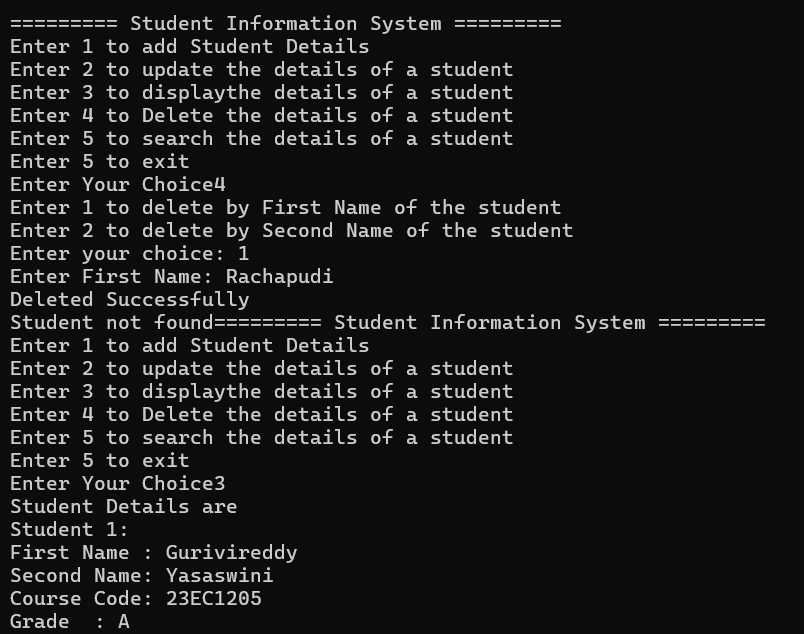 ========= Student Information System =========
Enter 1 to add Student Details
Enter 2 to update the details of a student
Enter 3 to displaythe details of a student
Enter 4 to Delete the details of a student
Enter 5 to search the details of a student
Enter 5 to exit
Enter Your Choice4
Enter 1 to delete by First Name of the student
Enter 2 to delete by Second Name of the student
Enter your choice: 1
Enter First Name: Rachapudi
Deleted Successfully
Student not found========= Student Information System =========
Enter 1 to add Student Details
Enter 2 to update the details of a student
Enter 3 to displaythe details of a student
Enter 4 to Delete the details of a student
Enter 5 to search the details of a student
Enter 5 to exit
Enter Your Choice3
Student Details are
Student 1:
First Name : Gurivireddy
Second Name: Yasaswini
Course Code: 23EC1205
Grade  : A